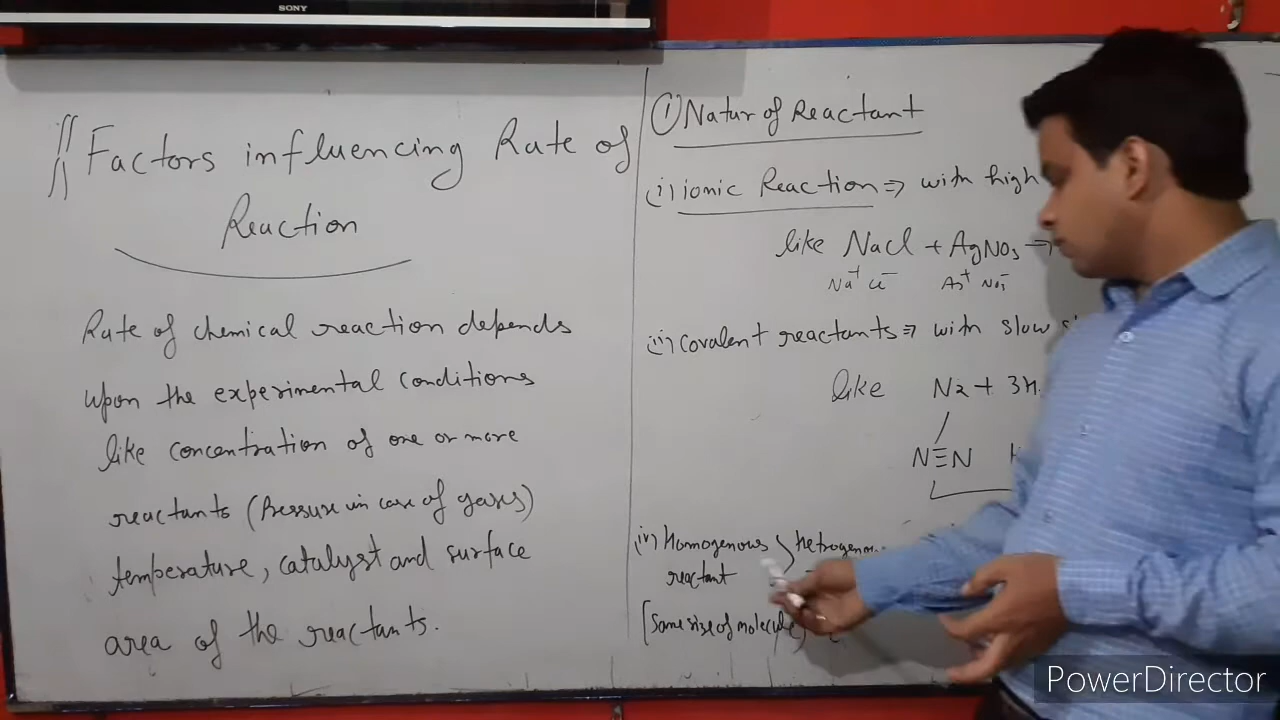 SONY
Factors influencing Rate of
Reaction
Rate of chemical reaction depends
upon the experimental conditions
like concentration of one or more
reactants (Pressure in case of gases)
temperature, catalyst and surface
area of the reactants.
① Natur of Reactant
(i) ionic Reaction ⇒ with high
like NaCl + AgNO3 →
Na+ Cl- Ag+ NO3-
(ii) covalent reactants ⇒ with slow
like N2 + 3H
N≡N H
(iv) Homogenous > hetrogenous
reactant
[Same size of molecule]
PowerDirector